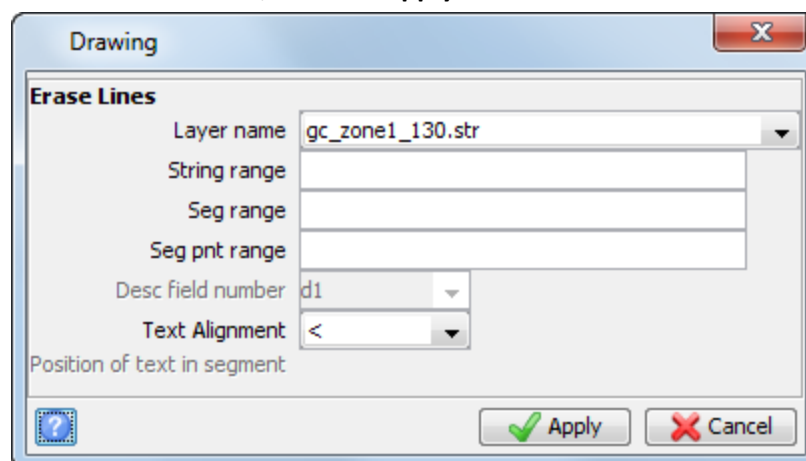 Drawing
Erase Lines
Layer name gc_zone1_130.str
String range
Seg range
Seg pnt range
Desc field number d1
Text Alignment <
Position of text in segment
? Apply Cancel